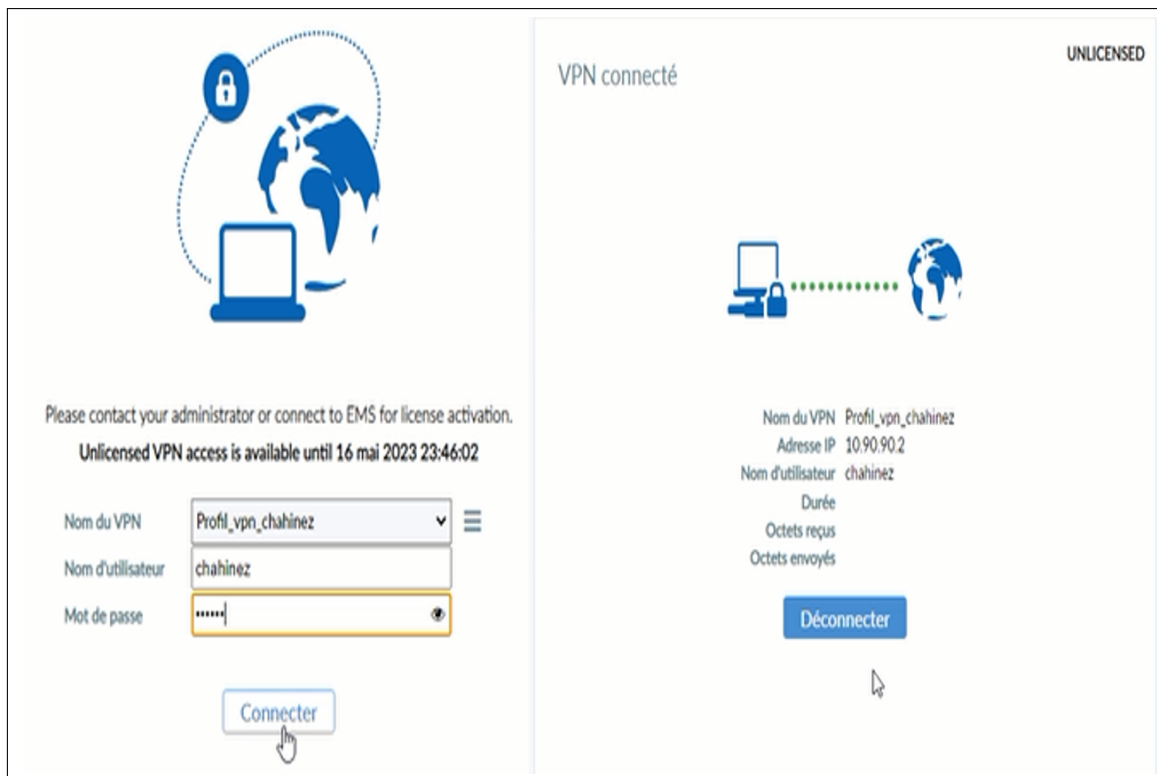 Please contact your administrator or connect to EMS for license activation.
Unlicensed VPN access is available until 16 mai 2023 23:46:02
Nom du VPN Profil_vpn_chahinez
Nom d'utilisateur chahinez
Mot de passe ••••••
Connecter
UNLICENSED
VPN connecté
Nom du VPN Profil_vpn_chahinez
Adresse IP 10.90.90.2
Nom d'utilisateur chahinez
Durée
Octets reçus
Octets envoyés
Déconnecter